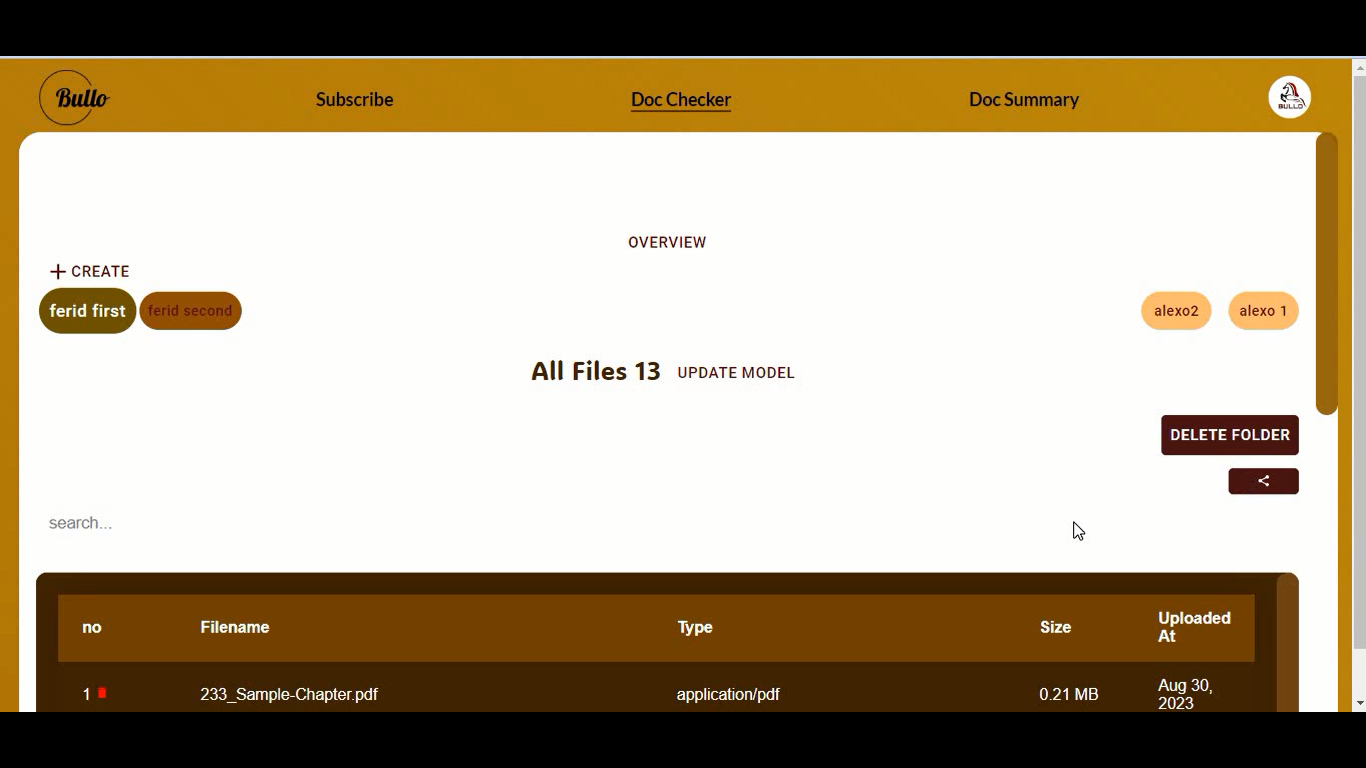 Bullo
Subscribe
Doc Checker
Doc Summary
BULLO
OVERVIEW
CREATE
ferid first
ferid second
alexo2
alexo 1
All Files 13
UPDATE MODEL
DELETE FOLDER
search...
no
Filename
Type
Size
Uploaded
At
1
233_Sample-Chapter.pdf
application/pdf
0.21 MB
Aug 30,
2023